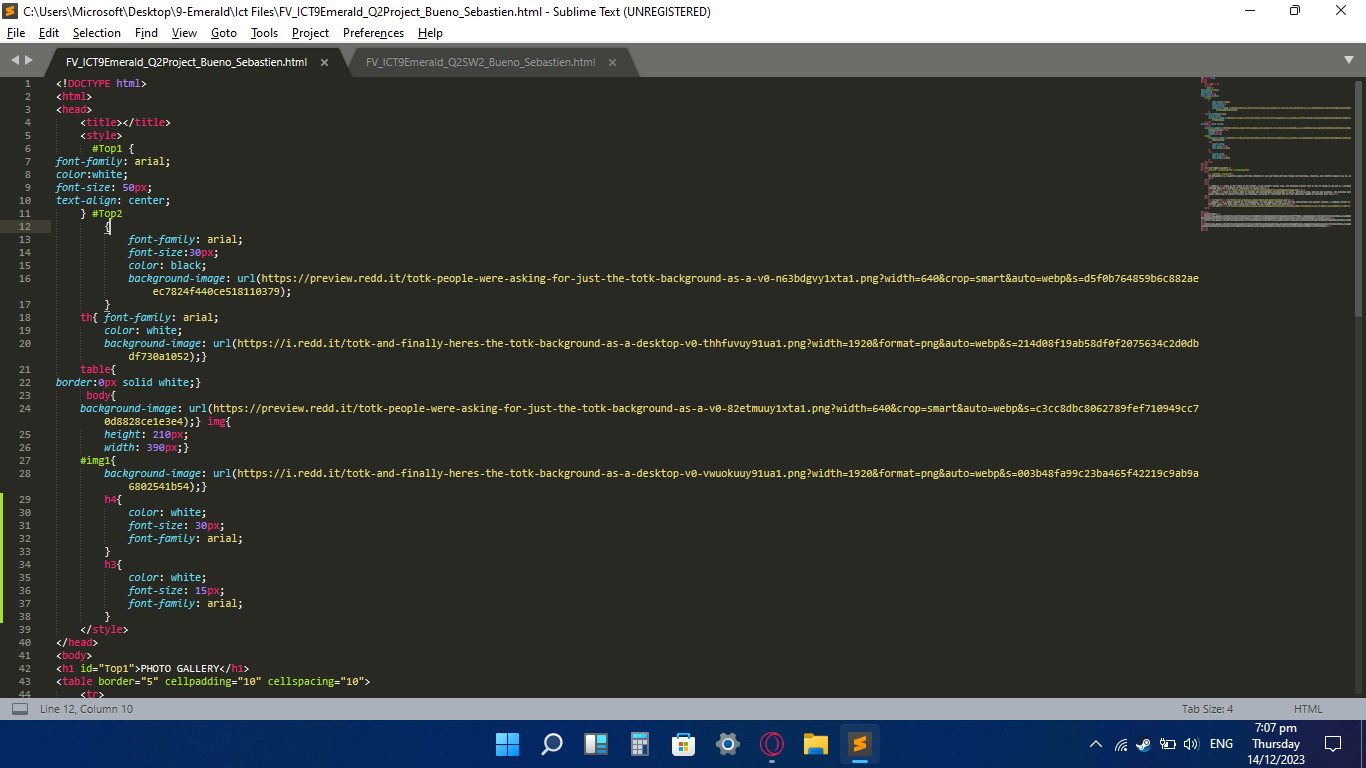 C:\Users\Microsoft\Desktop\9-Emerald\Ict Files\FV_ICT9Emerald_Q2Project_Bueno_Sebastien.html - Sublime Text (UNREGISTERED)
File Edit Selection Find View Goto Tools Project Preferences Help
FV_ICT9Emerald_Q2Project_Bueno_Sebastien.html × FV_ICT9Emerald_Q2SW2_Bueno_Sebastien.html ×
1 <!DOCTYPE html>
2 <html>
3 <head>
4 <title></title>
5 <style>
6 #Top1 {
7 font-family: arial;
8 color:white;
9 font-size: 50px;
10 text-align: center;
11 } #Top2
12 {
13 font-family: arial;
14 font-size:30px;
15 color: black;
16 background-image: url(https://preview.redd.it/totk-people-were-asking-for-just-the-totk-background-as-a-v0-n63bdgvy1xta1.png?width=640&crop=smart&auto=webp&s=d5f0b764859b6c882ae
ec7824f440ce518110379);
17 }
18 th{ font-family: arial;
19 color: white;
20 background-image: url(https://i.redd.it/totk-and-finally-heres-the-totk-background-as-a-desktop-v0-thhfuvuy91ua1.png?width=1920&format=png&auto=webp&s=214d08f19ab58df0f2075634c2d0db
df730a1052);}
21 table{
22 border:0px solid white;}
23 body{
24 background-image: url(https://preview.redd.it/totk-people-were-asking-for-just-the-totk-background-as-a-v0-82etmuuy1xta1.png?width=640&crop=smart&auto=webp&s=c3cc8dbc8062789fef710949cc7
0d8828ce1e3e4);} img{
25 height: 210px;
26 width: 390px;}
27 #img1{
28 background-image: url(https://i.redd.it/totk-and-finally-heres-the-totk-background-as-a-desktop-v0-vwuokuuy91ua1.png?width=1920&format=png&auto=webp&s=003b48fa99c23ba465f42219c9ab9a
6802541b54);}
29 h4{
30 color: white;
31 font-size: 30px;
32 font-family: arial;
33 }
34 h3{
35 color: white;
36 font-size: 15px;
37 font-family: arial;
38 }
39 </style>
40 </head>
41 <body>
42 <h1 id="Top1">PHOTO GALLERY</h1>
43 <table border="5" cellpadding="10" cellspacing="10">
44 <tr>
Line 12, Column 10 Tab Size: 4 HTML
ENG
7:07 pm
Thursday
14/12/2023